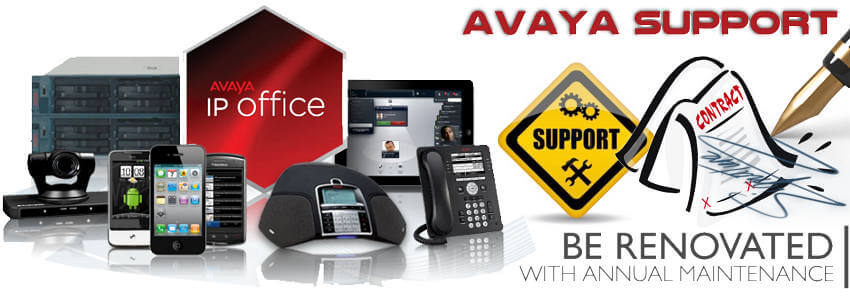 AVAYA SUPPORT
AVAYA
IP office
SUPPORT
CONTRACT
x
x
BE RENOVATED
WITH ANNUAL MAINTENANCE